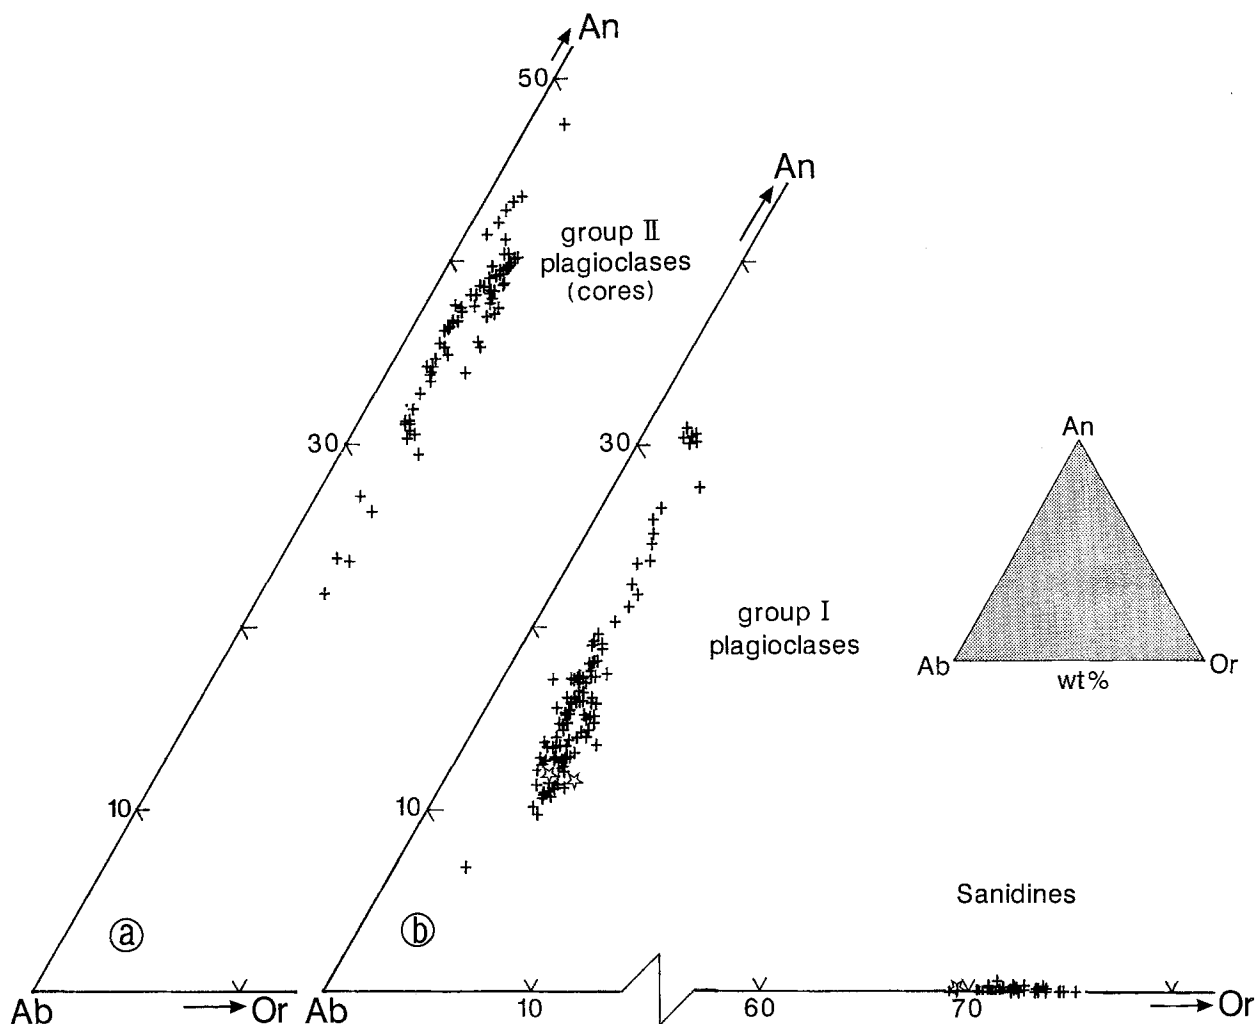 An
50
An
group II
plagioclases
(cores)
30
30
An
group I
plagioclases
Ab
Or
wt%
10
10
Sanidines
a
b
Ab
Or
Ab
10
60
70
Or